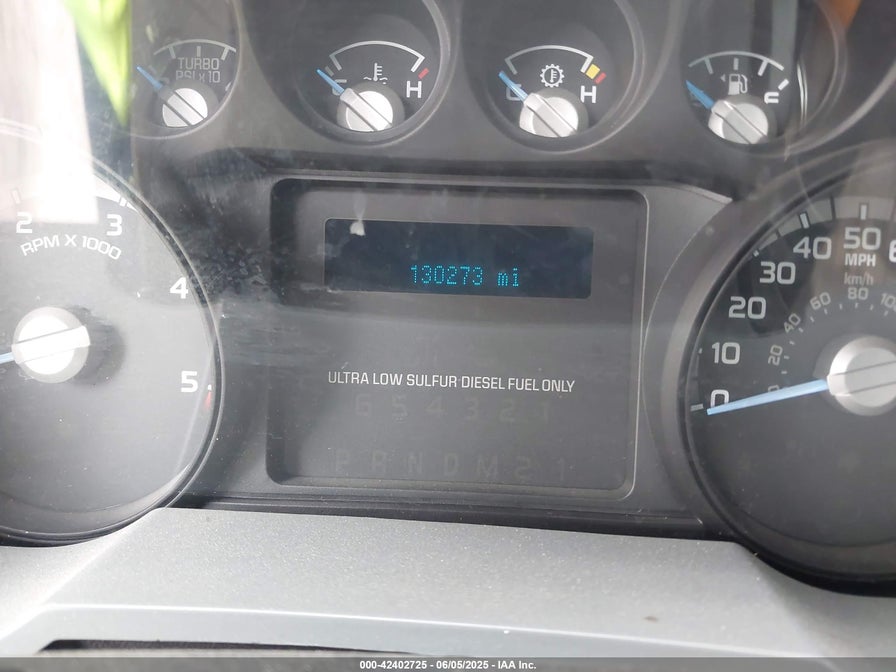 TURBO
PSI x 10
H
H
2
3
RPM X 1000
4
5
130273 mi
ULTRA LOW SULFUR DIESEL FUEL ONLY
6 5 4 3 2 1
P R N D M 2 1
0
10
20
30
40
50
MPH
km/h
20
40
60
80
000-42402725 - 06/05/2025 - IAA Inc.